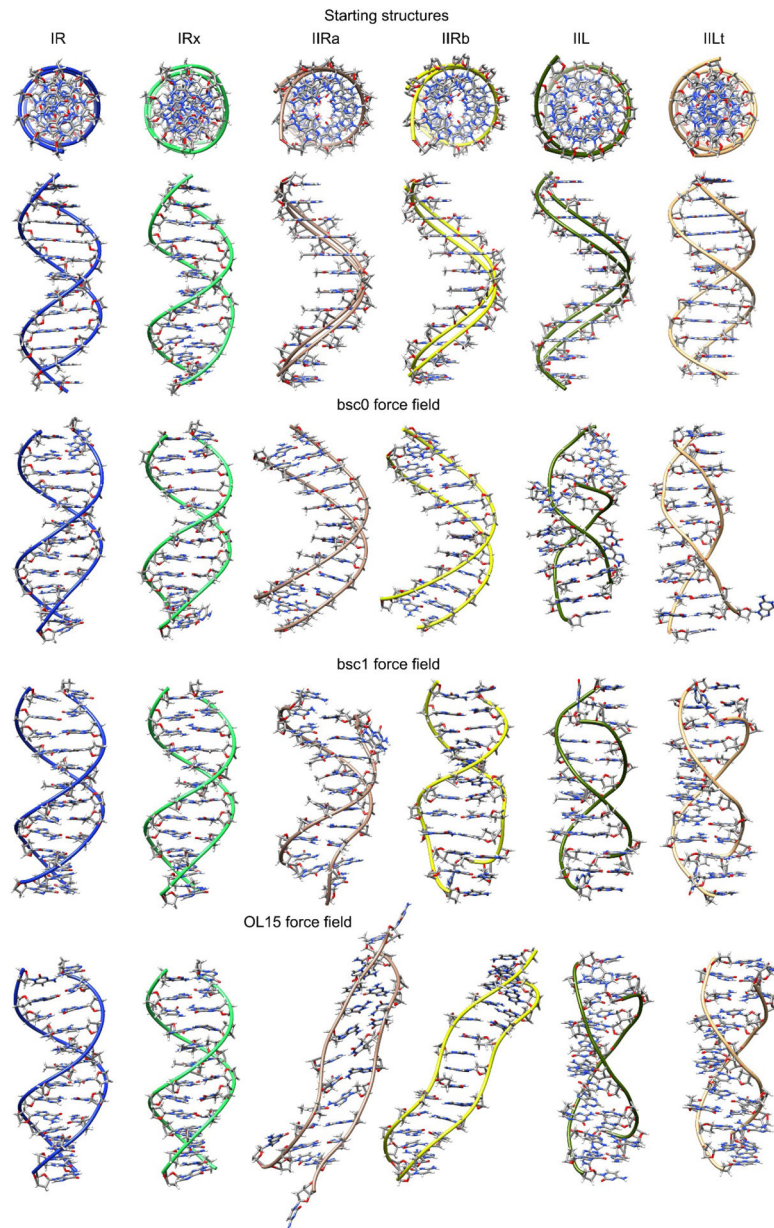 Starting structures
IR IRx IIRa IIRb IIL IILt
bsc0 force field
bsc1 force field
OL15 force field